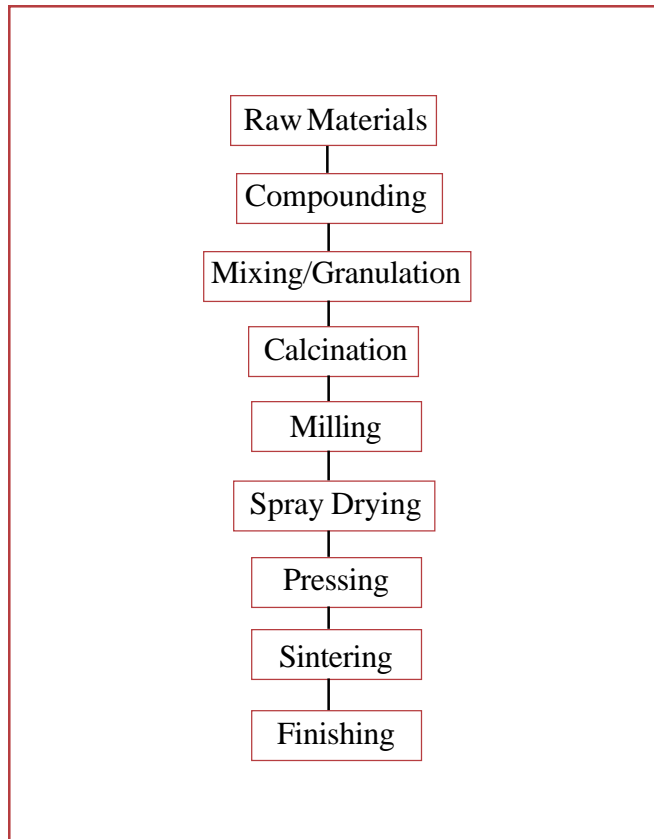 Raw Materials
Compounding
Mixing/Granulation
Calcination
Milling
Spray Drying
Pressing
Sintering
Finishing